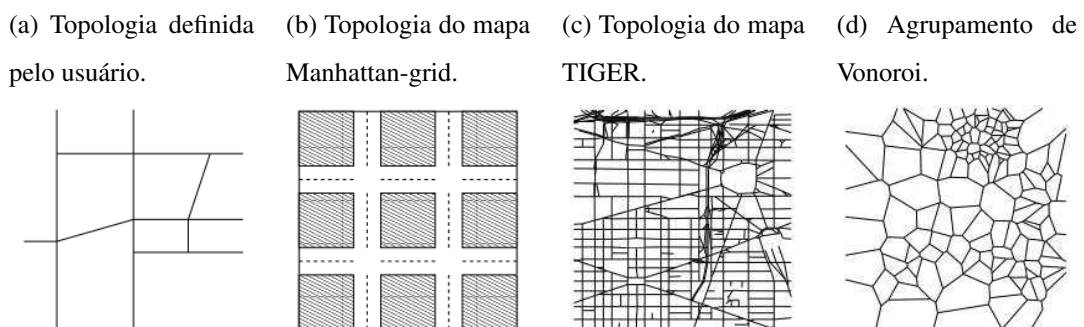 (a) Topologia definida
pelo usuário.
(b) Topologia do mapa
Manhattan-grid.
(c) Topologia do mapa
TIGER.
(d) Agrupamento de
Vonoroi.